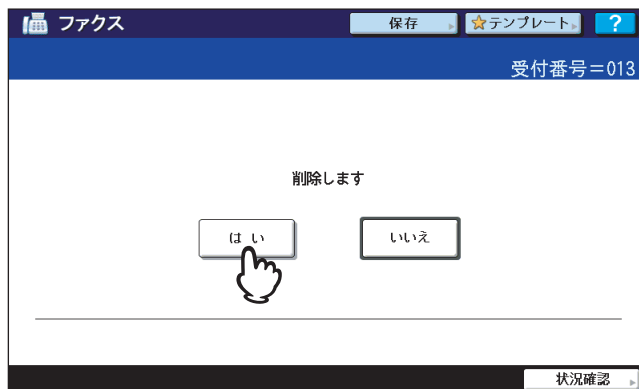 ファクス
保存
テンプレート
?
受付番号=013
削除します
はい
いいえ
状況確認